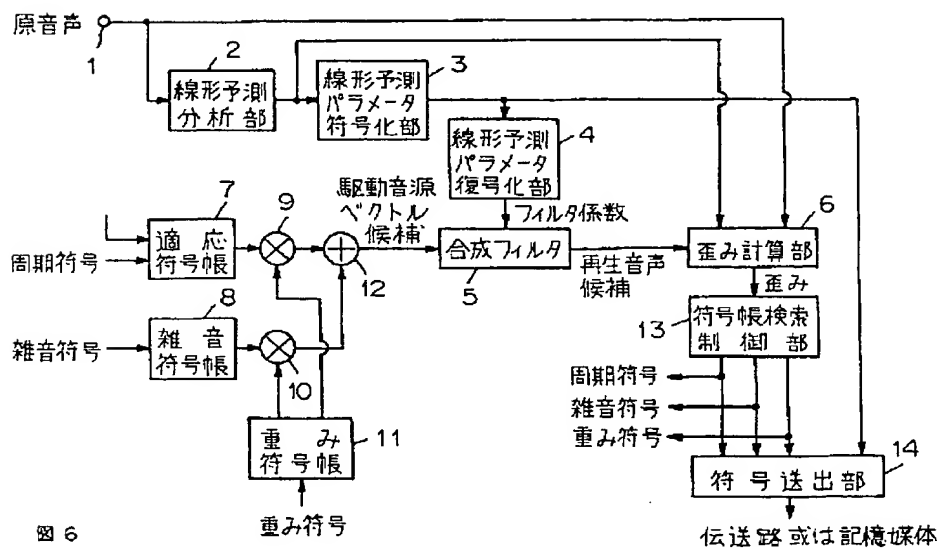 原音声
1
2
線形予測
分析部
3
線形予測
パラメータ
符号化部
4
線形予測
パラメータ
復号化部
フィルタ係数
7
適応
符号帳
周期符号
9
駆動音源
ベクトル
候補
12
合成フィルタ
5
再生音声
候補
6
歪み計算部
歪み
8
雑音
符号帳
雑音符号
10
13
符号帳検索
制御部
周期符号
雑音符号
重み符号
11
重み
符号帳
重み符号
14
符号送出部
伝送路或は記憶媒体
図6